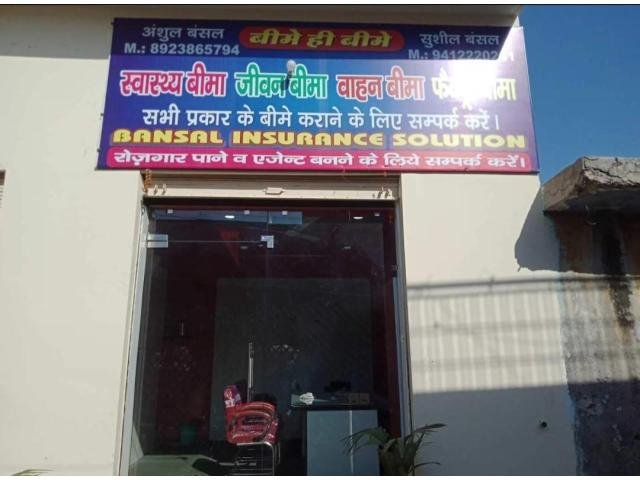 अंशुल बंसल
M.: 8923865794
बीमे ही बीमे
सुशील बंसल
स्वास्थ्य बीमा जीवन बीमा वाहन बीमा
सभी प्रकार के बीमे कराने के लिए सम्पर्क करें।
BANSAL INSURANCE SOLUTION
रोज़गार पाने व एजेन्ट बनने के लिये सम्पर्क करें।